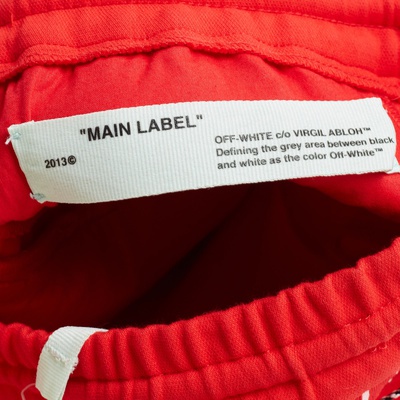 "MAIN LABEL"
2013©
OFF-WHITE c/o VIRGIL ABLOH™
Defining the grey area between black
and white as the color Off-White™